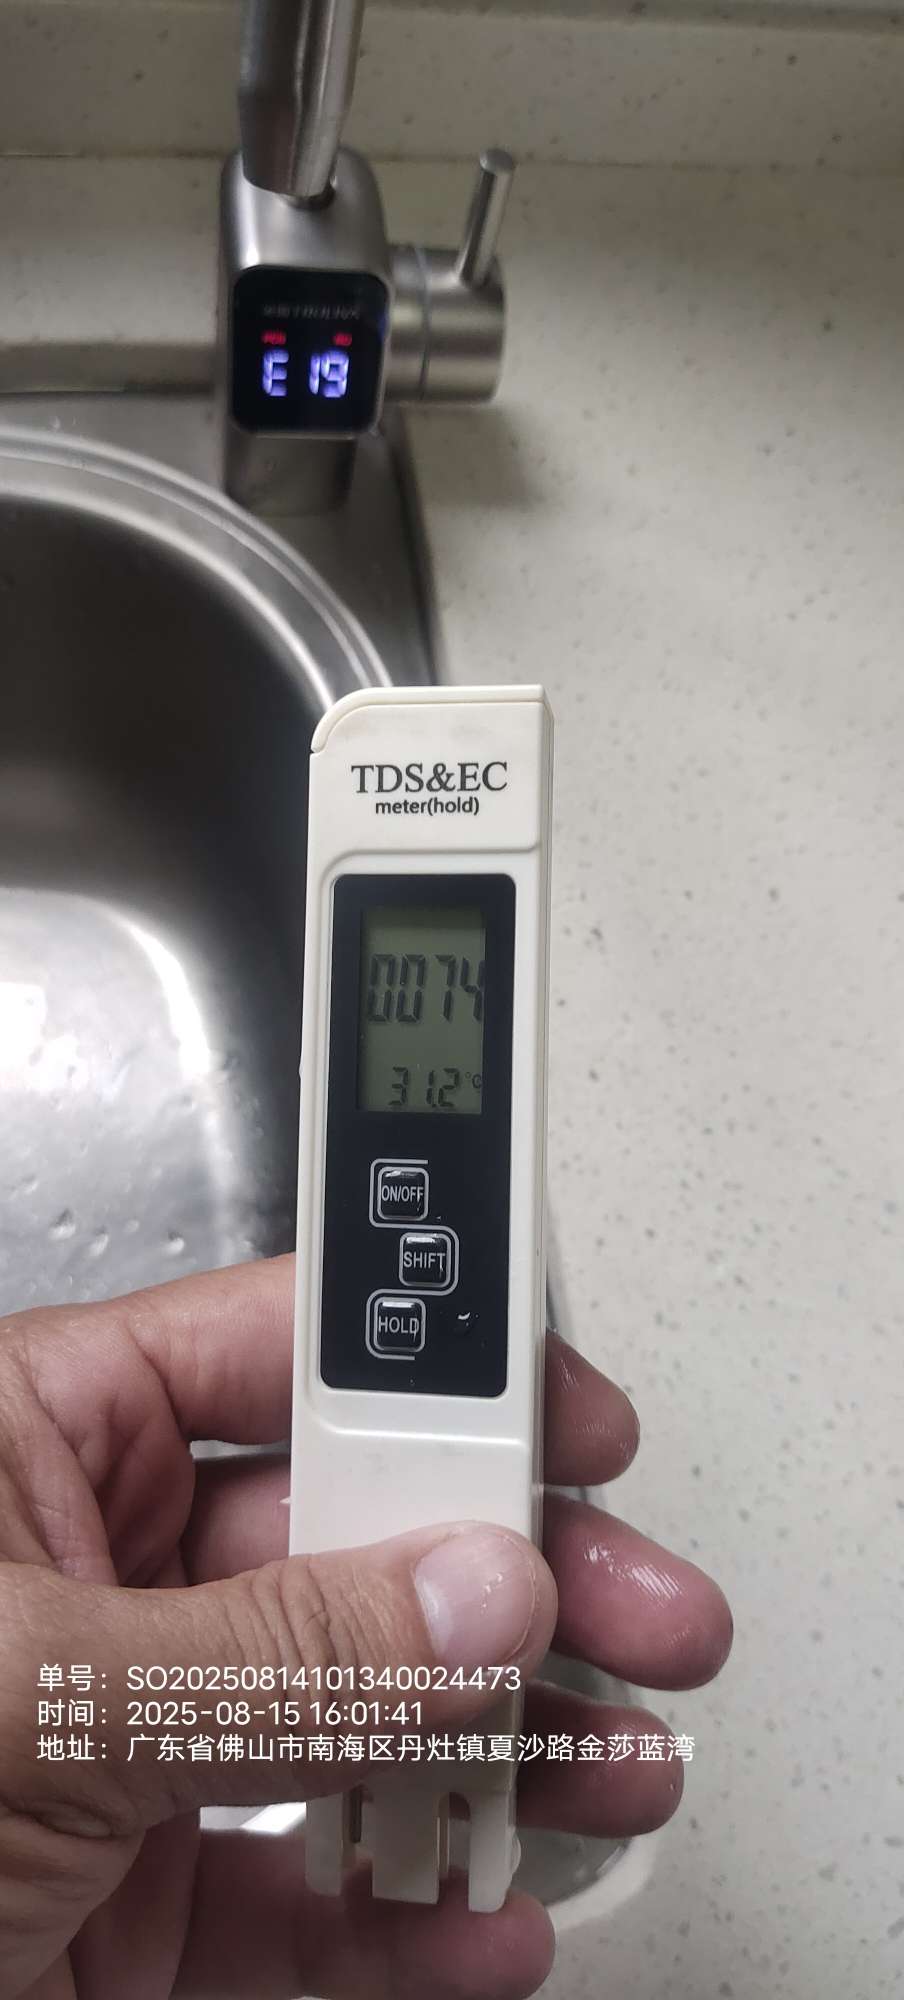 E 19
TDS&EC
meter(hold)
0074
31.2 °C
ON/OFF
SHIFT
HOLD
单号：SO20250814101340024473
时间：2025-08-15 16:01:41
地址：广东省佛山市南海区丹灶镇夏沙路金莎蓝湾